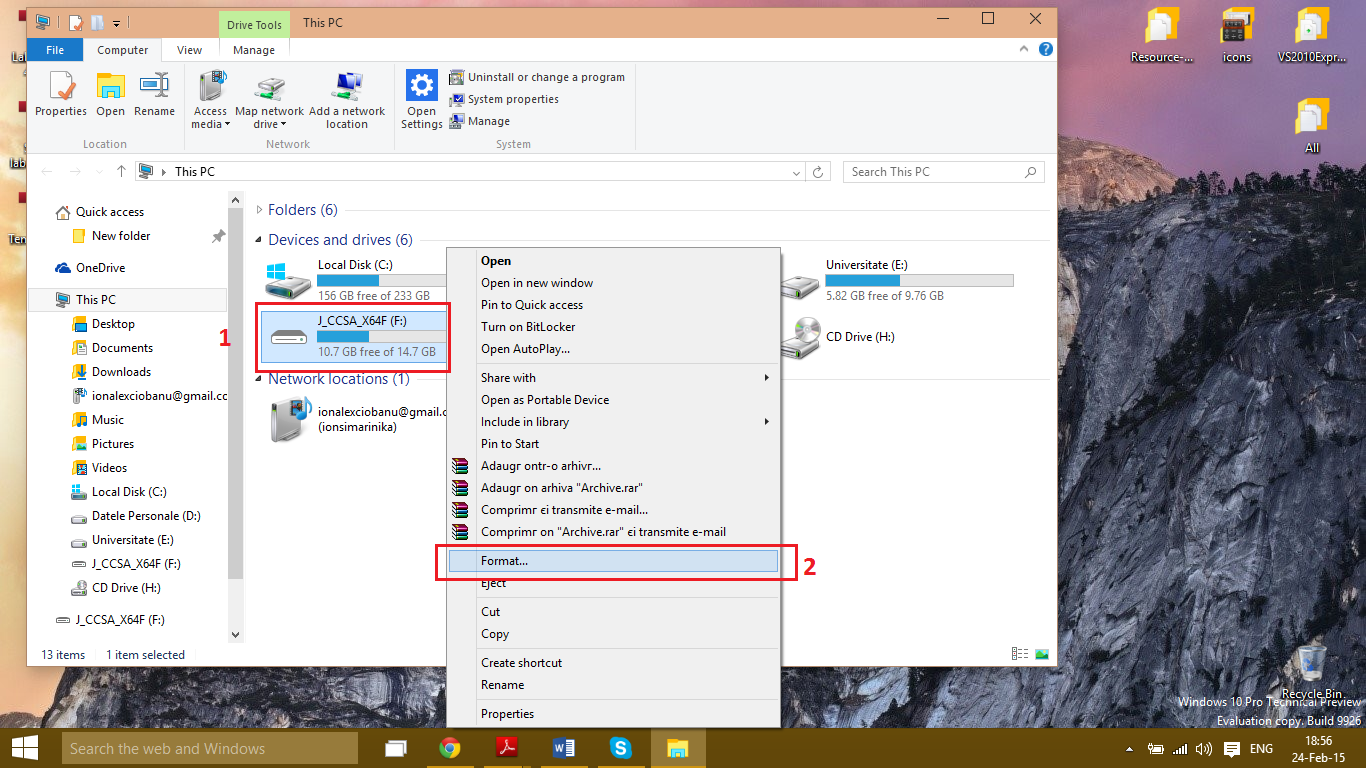 Drive Tools
This PC
File
Computer
View
Manage
Properties
Open
Rename
Access media
Map network drive
Add a network location
Open Settings
Uninstall or change a program
System properties
Manage
Location
Network
System
This PC
Search This PC
Quick access
New folder
OneDrive
This PC
Desktop
Documents
Downloads
ionalexciobanu@gmail.co
Music
Pictures
Videos
Local Disk (C:)
Datele Personale (D:)
Universitate (E:)
J_CCSA_X64F (F:)
CD Drive (H:)
J_CCSA_X64F (F:)
Folders (6)
Devices and drives (6)
Local Disk (C:)
156 GB free of 233 GB
1
J_CCSA_X64F (F:)
10.7 GB free of 14.7 GB
Network locations (1)
ionalexciobanu@gmail.c
(ionsimarinika)
Universitate (E:)
5.82 GB free of 9.76 GB
CD Drive (H:)
Open
Open in new window
Pin to Quick access
Turn on BitLocker
Open AutoPlay...
Share with
Open as Portable Device
Include in library
Pin to Start
Adaugr ontr-o arhivr...
Adaugr on arhiva "Archive.rar"
Comprimr єi transmite e-mail...
Comprimr on "Archive.rar" єi transmite e-mail
Format...
2
Eject
Cut
Copy
Create shortcut
Rename
Properties
13 items
1 item selected
Resource-...
icons
VS2010Expr...
All
Recycle Bin
Windows 10 Pro Technical Preview
Evaluation copy. Build 9926
Search the web and Windows
ENG
18:56
24-Feb-15